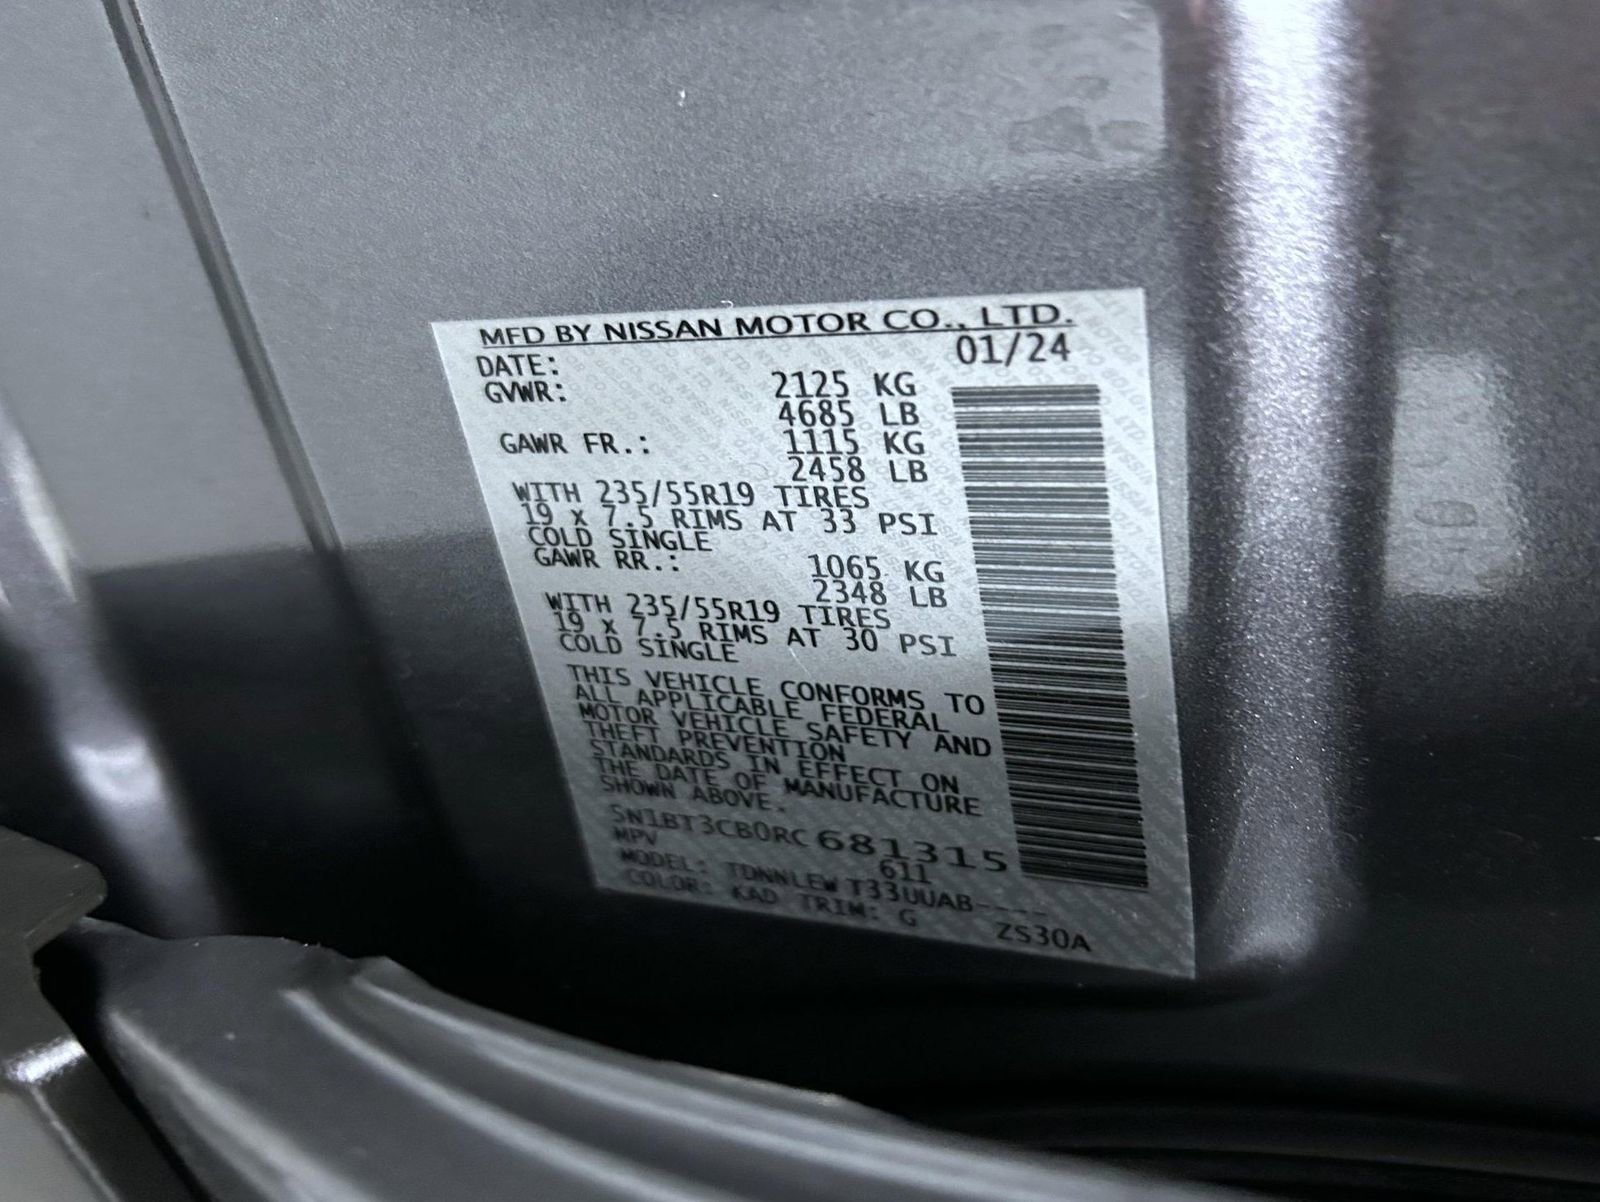 MFD BY NISSAN MOTOR CO., LTD.
DATE: 01/24
GVWR: 2125 KG
4685 LB
GAWR FR.: 1115 KG
2458 LB
WITH 235/55R19 TIRES
19 X 7.5 RIMS AT 33 PSI
COLD SINGLE
GAWR RR.: 1065 KG
2348 LB
WITH 235/55R19 TIRES
19 X 7.5 RIMS AT 30 PSI
COLD SINGLE
THIS VEHICLE CONFORMS TO
ALL APPLICABLE FEDERAL
MOTOR VEHICLE SAFETY AND
THEFT PREVENTION
STANDARDS IN EFFECT ON
THE DATE OF MANUFACTURE
SHOWN ABOVE.
5N1BT3CB0RC681315
MPV 611
MODEL: TDNNLEW T33UUAB----
COLOR: KAD TRIM: G ZS30A